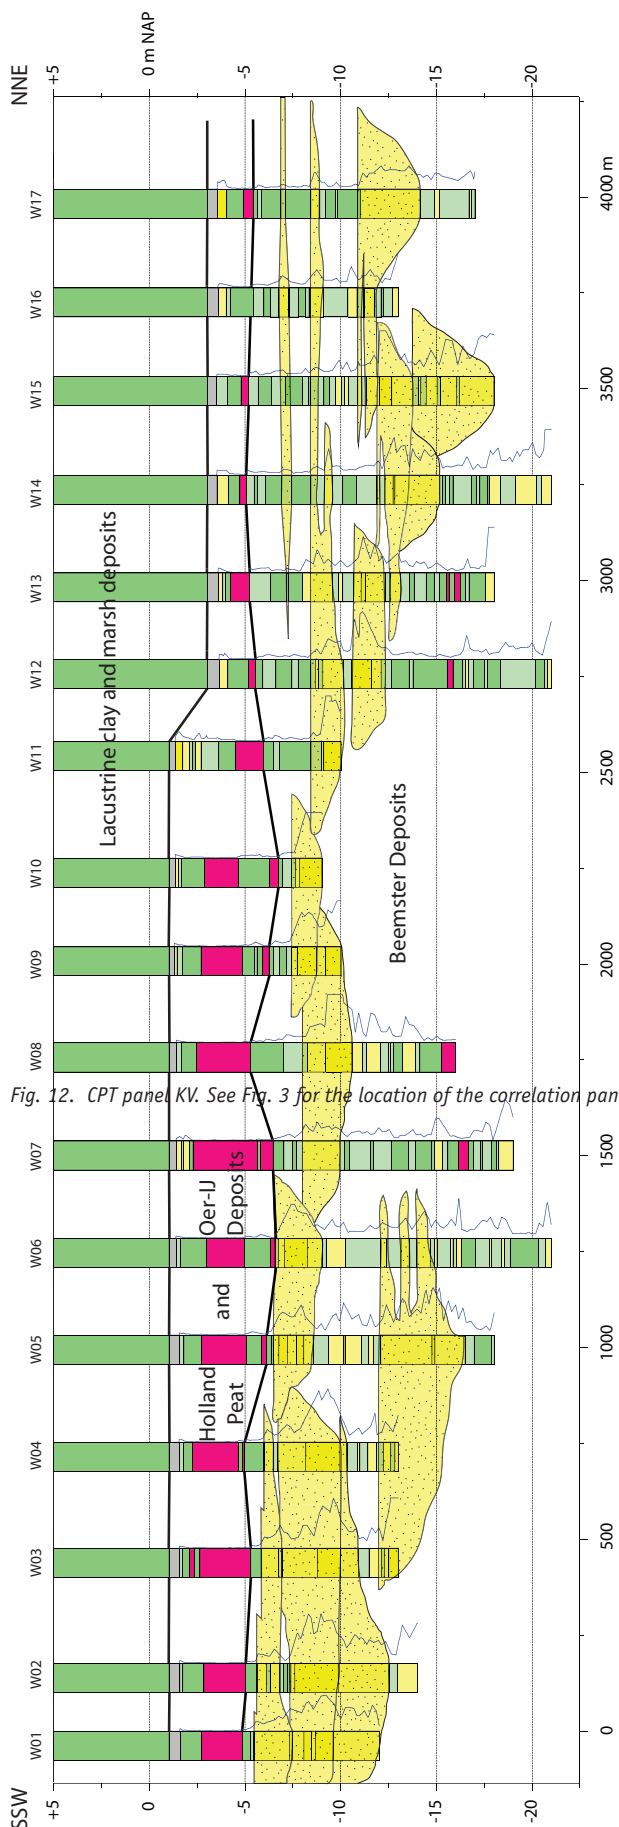 NNE
+5
0 m NAP
-5
-10
-15
-20
W17
4000 m
W16
W15
3500
W14
W13
3000
W12
Lacustrine clay and marsh deposits
W11
2500
W10
Beemster Deposits
W09
2000
W08
Fig. 12. CPT panel KV. See Fig. 3 for the location of the correlation pan
W07
1500
Oer-IJ
Deposits
W06
and
W05
1000
Holland
Peat
W04
W03
500
W02
W01
0
SSW
+5
0
-5
-10
-15
-20